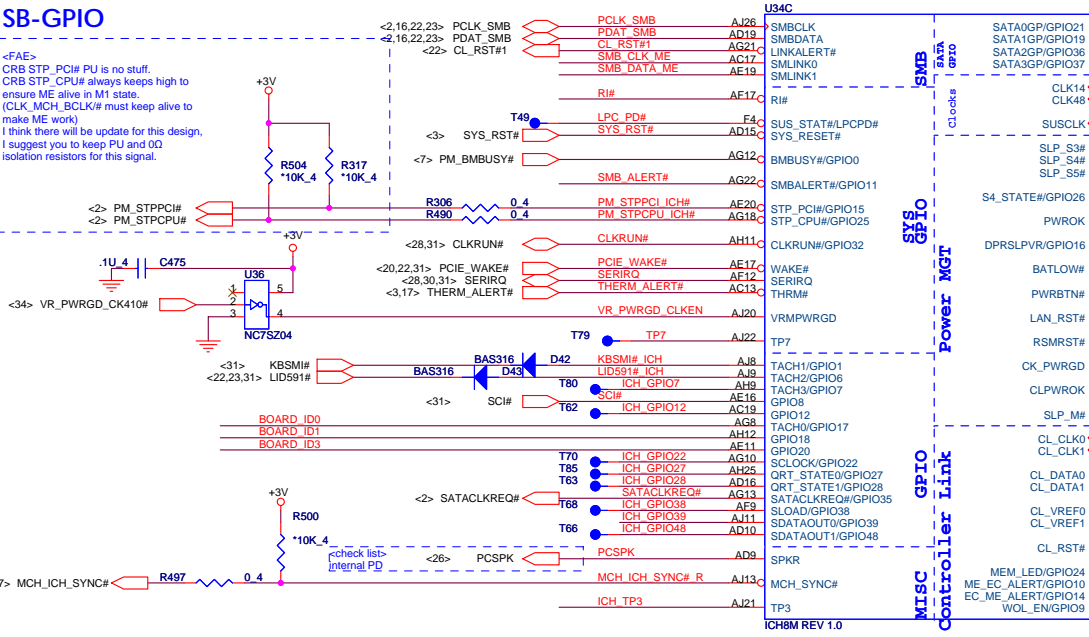 SB-GPIO
<FAE>
CRB STP_PCI# PU is no stuff.
CRB STP_CPU# always keeps high to
ensure ME alive in M1 state.
(CLK_MCH_BCLK/# must keep alive to
make ME work)
I think there will be update for this design,
I suggest you to keep PU and 0Ω
isolation resistors for this signal.
+3V
R504
*10K_4
R317
*10K_4
<2> PM_STPPCI#
<2> PM_STPCPU#
R306 0_4
R490 0_4
<2,16,22,23> PCLK_SMB
<2,16,22,23> PDAT_SMB
<22> CL_RST#1
T49
<3> SYS_RST#
<7> PM_BMBUSY#
<28,31> CLKRUN#
<20,22,31> PCIE_WAKE#
<28,30,31> SERIRQ
<3,17> THERM_ALERT#
+3V
.1U_4 C475
U36
1
2
3
5
4
NC7SZ04
<34> VR_PWRGD_CK410#
T79
<31> KBSMI#
<22,23,31> LID591#
BAS316 D42
BAS316 D43
T80
<31> SCI#
T62
BOARD_ID0
BOARD_ID1
BOARD_ID3
T70
T85
T63
<2> SATACLKREQ#
T68
T66
+3V
R500
*10K_4
<check list>
internal PD
<26> PCSPK
7> MCH_ICH_SYNC#
R497 0_4
PCLK_SMB AJ26 SMBCLK
PDAT_SMB AD19 SMBDATA
CL_RST#1 AG21 LINKALERT#
SMB_CLK_ME AC17 SMLINK0
SMB_DATA_ME AE19 SMLINK1
RI# AF17 RI#
LPC_PD# F4 SUS_STAT#/LPCPD#
SYS_RST# AD15 SYS_RESET#
AG12 BMBUSY#/GPIO0
SMB_ALERT# AG22 SMBALERT#/GPIO11
PM_STPPCI_ICH# AE20 STP_PCI#/GPIO15
PM_STPCPU_ICH# AG18 STP_CPU#/GPIO25
CLKRUN# AH11 CLKRUN#/GPIO32
PCIE_WAKE# AE17 WAKE#
SERIRQ AF12 SERIRQ
THERM_ALERT# AC13 THRM#
VR_PWRGD_CLKEN AJ20 VRMPWRGD
TP7 AJ22 TP7
KBSMI#_ICH AJ8 TACH1/GPIO1
LID591#_ICH AJ9 TACH2/GPIO6
ICH_GPIO7 AH9 TACH3/GPIO7
SCI# AE16 GPIO8
ICH_GPIO12 AC19 GPIO12
AG8 TACH0/GPIO17
AH12 GPIO18
AE11 GPIO20
ICH_GPIO22 AG10 SCLOCK/GPIO22
ICH_GPIO27 AH25 QRT_STATE0/GPIO27
ICH_GPIO28 AD16 QRT_STATE1/GPIO28
SATACLKREQ# AG13 SATACLKREQ#/GPIO35
ICH_GPIO38 AF9 SLOAD/GPIO38
ICH_GPIO39 AJ11 SDATAOUT0/GPIO39
ICH_GPIO48 AD10 SDATAOUT1/GPIO48
PCSPK AD9 SPKR
MCH_ICH_SYNC#_R AJ13 MCH_SYNC#
ICH_TP3 AJ21 TP3
U34C
SMB
SATA
GPIO
Clocks
SYS
GPIO
Power MGT
GPIO
Controller Link
MISC
SATA0GP/GPIO21
SATA1GP/GPIO19
SATA2GP/GPIO36
SATA3GP/GPIO37
CLK14
CLK48
SUSCLK
SLP_S3#
SLP_S4#
SLP_S5#
S4_STATE#/GPIO26
PWROK
DPRSLPVR/GPIO16
BATLOW#
PWRBTN#
LAN_RST#
RSMRST#
CK_PWRGD
CLPWROK
SLP_M#
CL_CLK0
CL_CLK1
CL_DATA0
CL_DATA1
CL_VREF0
CL_VREF1
CL_RST#
MEM_LED/GPIO24
ME_EC_ALERT/GPIO10
EC_ME_ALERT/GPIO14
WOL_EN/GPIO9
ICH8M REV 1.0